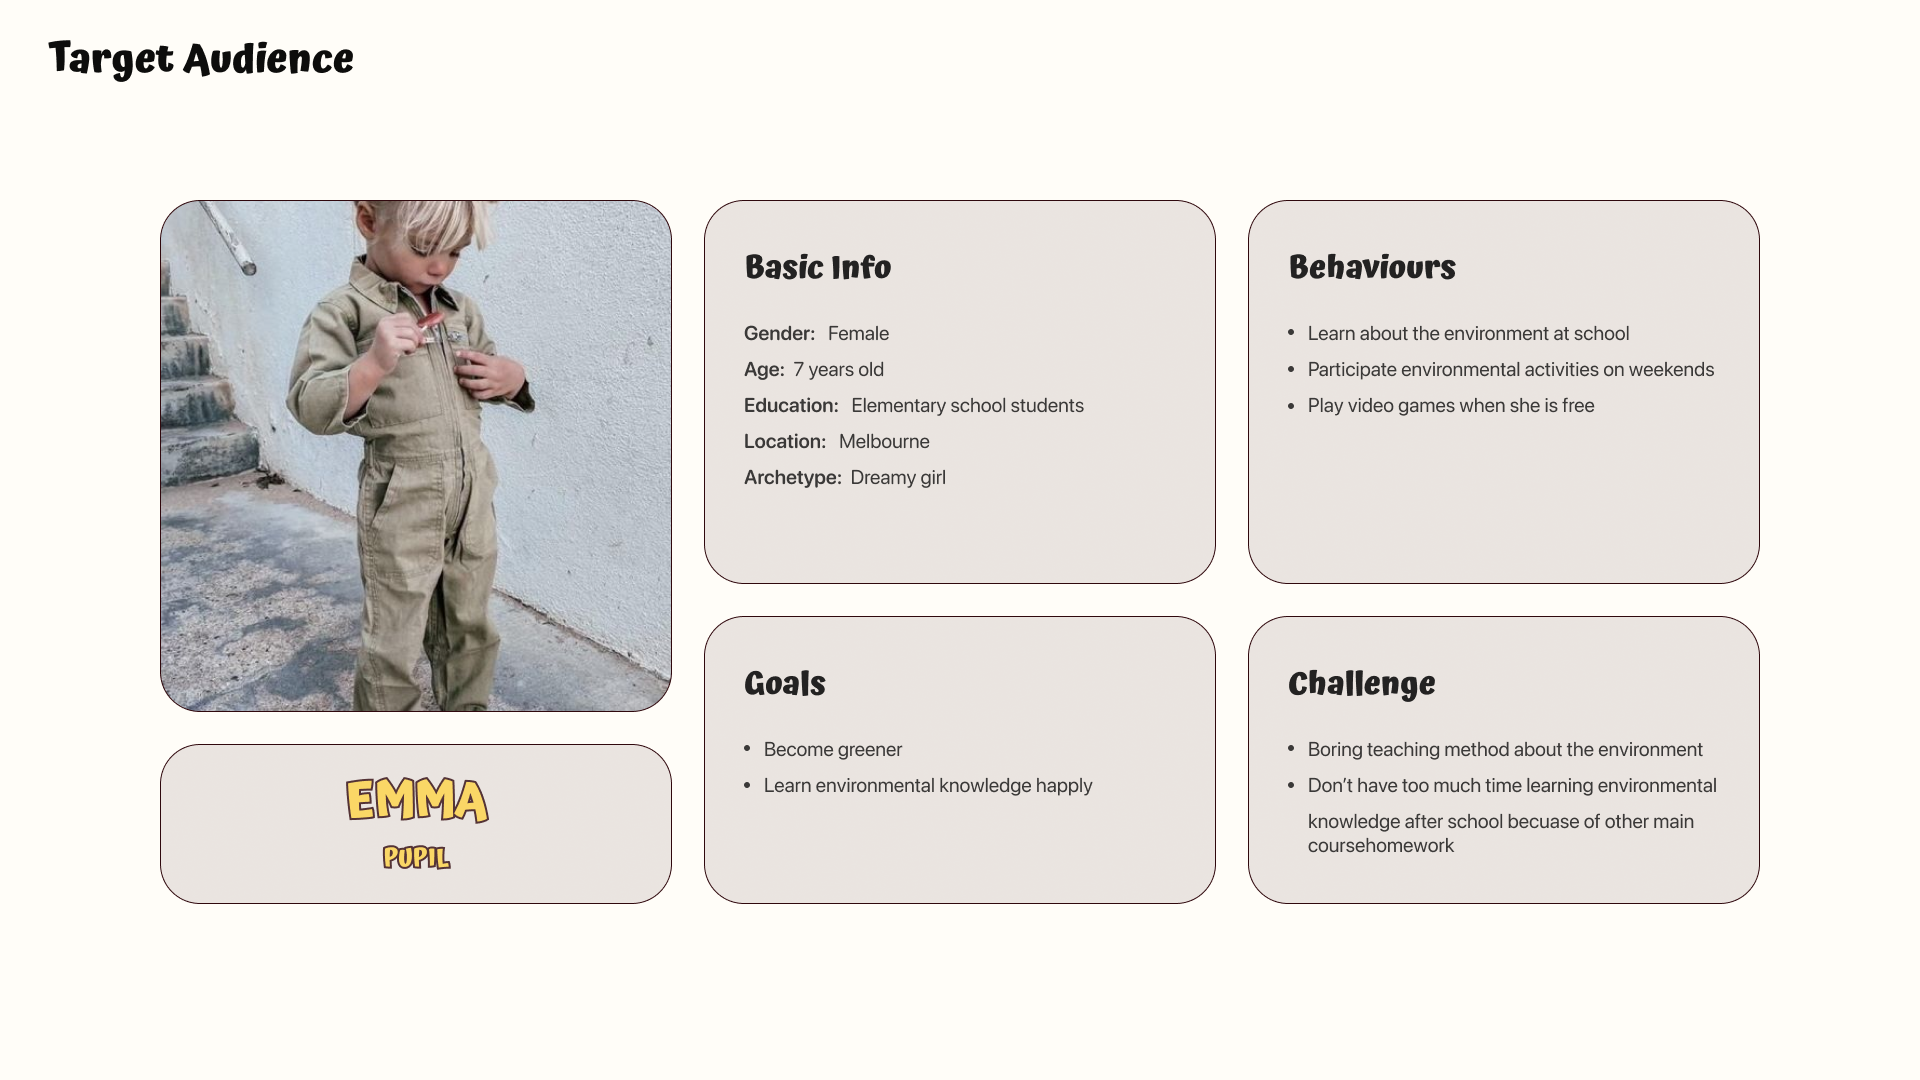 Target Audience
EMMA
PUPIL
Basic Info
Gender: Female
Age: 7 years old
Education: Elementary school students
Location: Melbourne
Archetype: Dreamy girl
Behaviours
• Learn about the environment at school
• Participate environmental activities on weekends
• Play video games when she is free
Goals
• Become greener
• Learn environmental knowledge happly
Challenge
• Boring teaching method about the environment
• Don’t have too much time learning environmental
knowledge after school becuase of other main
coursehomework